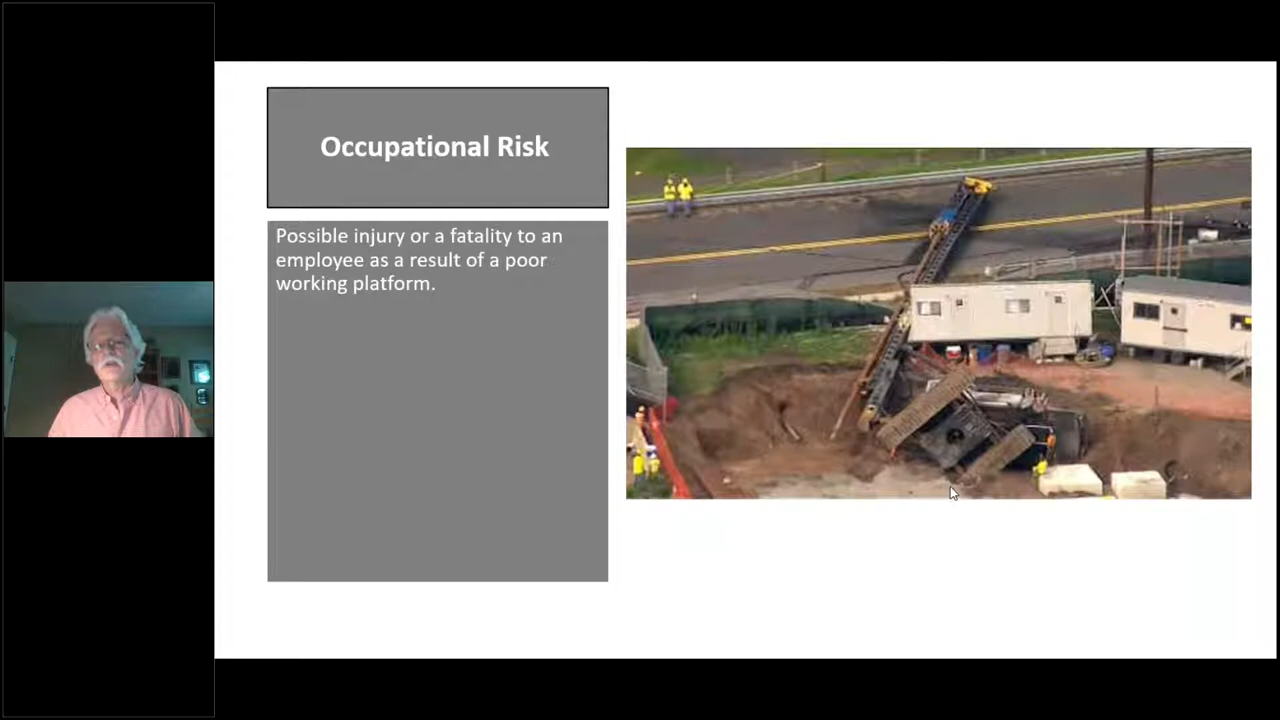 Occupational Risk
Possible injury or a fatality to an
employee as a result of a poor
working platform.